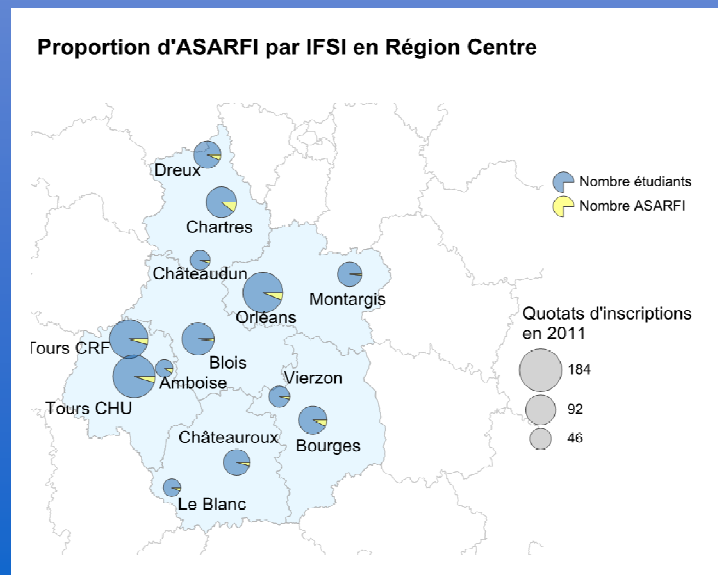 Proportion d'ASARFI par IFSI en Région Centre
Dreux
Nombre étudiants
Nombre ASARFI
Chartres
Châteaudun
Montargis
Orléans
Quotats d'inscriptions
en 2011
184
92
46
Tours CRF
Blois
Amboise
Vierzon
Tours CHU
Châteauroux
Bourges
Le Blanc